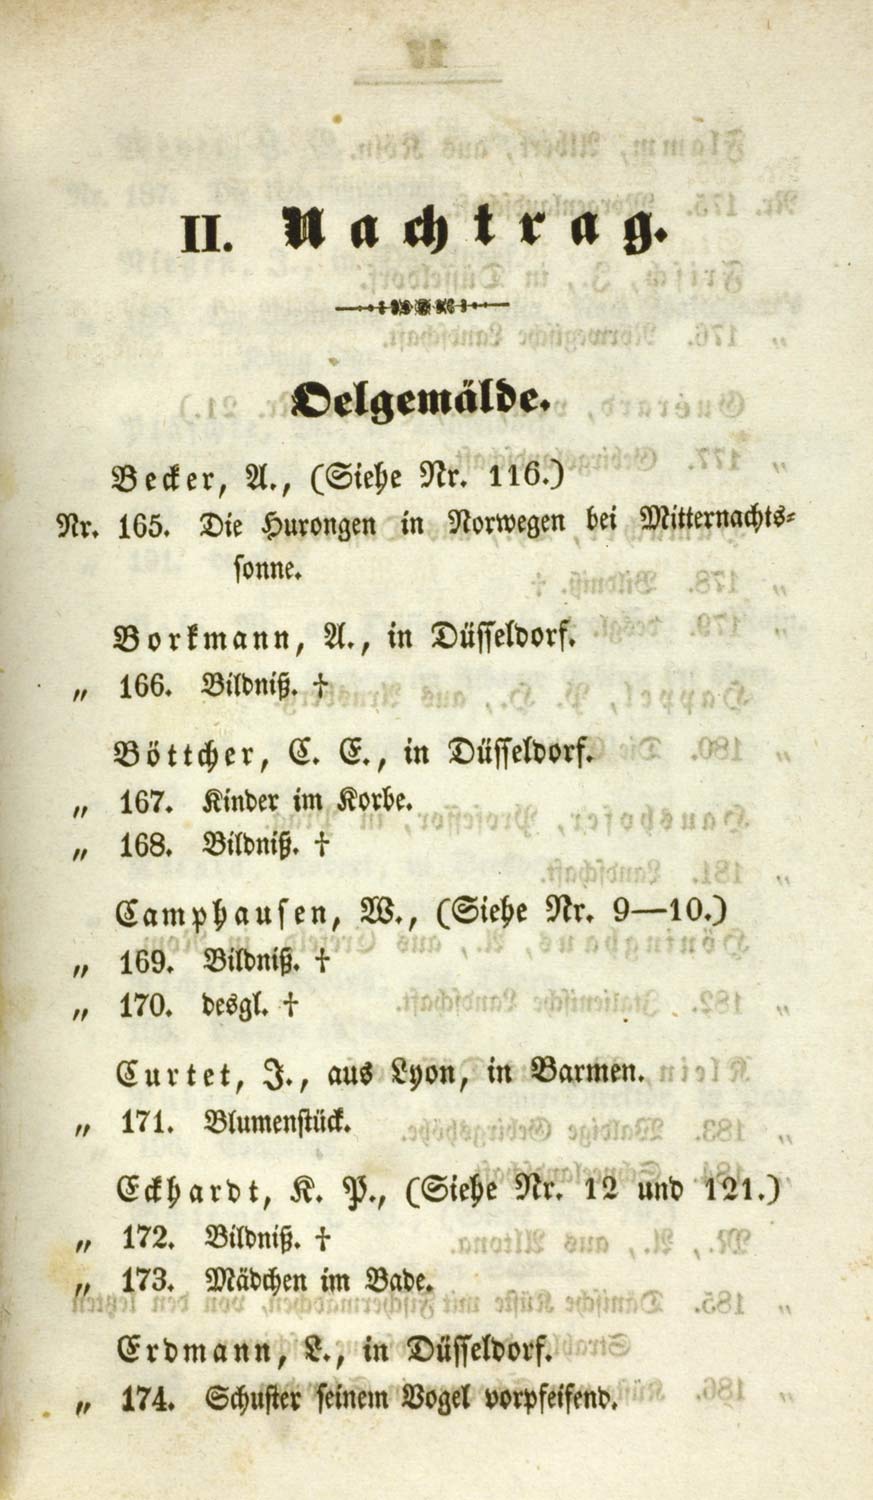 II. Nachtrag.
Oelgemälde.
Becker, A., (Siehe Nr. 116.)
Nr. 165. Die Hurongen in Norwegen bei Mitternachts-
sonne.
Borkmann, A., in Düsseldorf.
„ 166. Bildniß. †
Böttcher, C. E., in Düsseldorf.
„ 167. Kinder im Korbe.
„ 168. Bildniß. †
Camphausen, W., (Siehe Nr. 9—10.)
„ 169. Bildniß. †
„ 170. desgl. †
Curtet, J., aus Lyon, in Barmen.
„ 171. Blumenstück.
Eckhardt, K. P., (Siehe Nr. 12 und 121.)
„ 172. Bildniß. †
„ 173. Mädchen im Bade.
Erdmann, L., in Düsseldorf.
„ 174. Schuster seinem Vogel vorpfeifend.